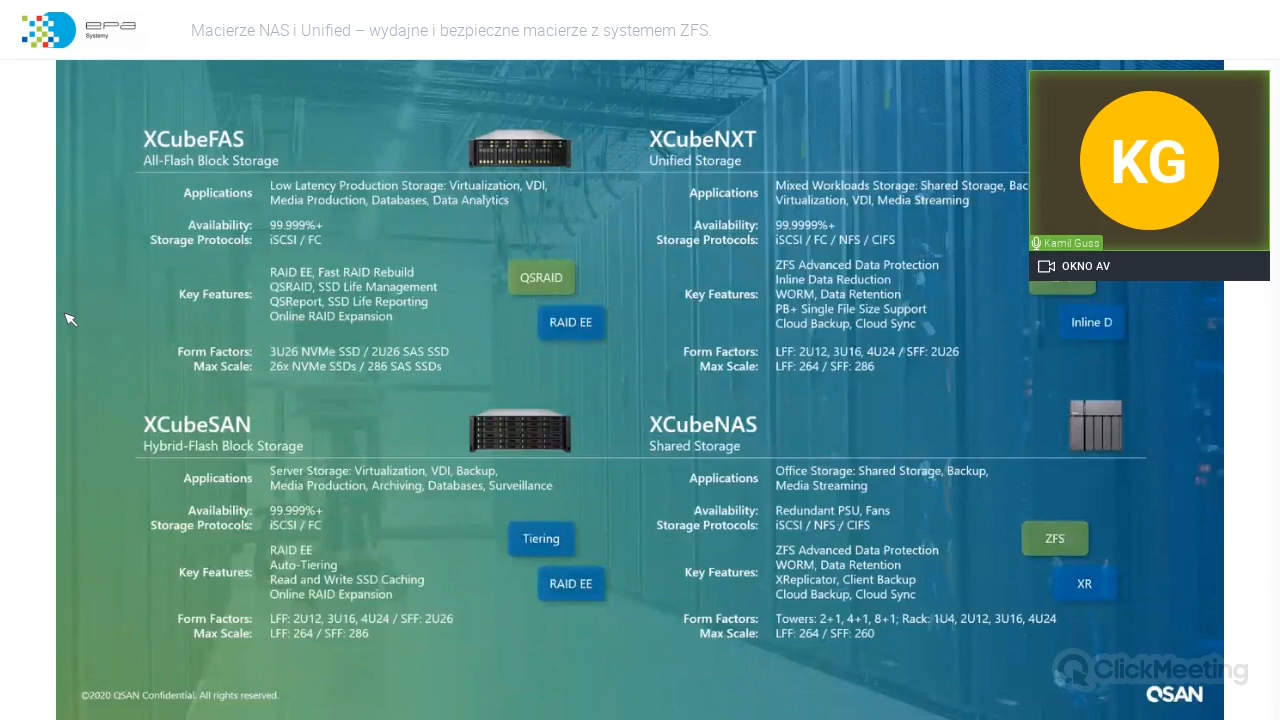 epa
Systemy
Macierze NAS i Unified – wydajne i bezpieczne macierze z systemem ZFS.
XCubeFAS
All-Flash Block Storage
Applications
Low Latency Production Storage: Virtualization, VDI,
Media Production, Databases, Data Analytics
Availability: 99.999%+
Storage Protocols: iSCSI / FC
Key Features:
RAID EE, Fast RAID Rebuild
QSRAID, SSD Life Management
QSReport, SSD Life Reporting
Online RAID Expansion
QSRAID
RAID EE
Form Factors: 3U26 NVMe SSD / 2U26 SAS SSD
Max Scale: 26x NVMe SSDs / 286 SAS SSDs
XCubeNXT
Unified Storage
Applications
Mixed Workloads Storage: Shared Storage, Bac
Virtualization, VDI, Media Streaming
Availability: 99.9999%+
Storage Protocols: iSCSI / FC / NFS / CIFS
Key Features:
ZFS Advanced Data Protection
Inline Data Reduction
WORM, Data Retention
PB+ Single File Size Support
Cloud Backup, Cloud Sync
Inline D
Form Factors: LFF: 2U12, 3U16, 4U24 / SFF: 2U26
Max Scale: LFF: 264 / SFF: 286
KG
Kamil Guss
OKNO AV
XCubeSAN
Hybrid-Flash Block Storage
Applications
Server Storage: Virtualization, VDI, Backup,
Media Production, Archiving, Databases, Surveillance
Availability: 99.999%+
Storage Protocols: iSCSI / FC
Key Features:
RAID EE
Auto-Tiering
Read and Write SSD Caching
Online RAID Expansion
Tiering
RAID EE
Form Factors: LFF: 2U12, 3U16, 4U24 / SFF: 2U26
Max Scale: LFF: 264 / SFF: 286
XCubeNAS
Shared Storage
Applications
Office Storage: Shared Storage, Backup,
Media Streaming
Availability: Redundant PSU, Fans
Storage Protocols: iSCSI / NFS / CIFS
Key Features:
ZFS Advanced Data Protection
WORM, Data Retention
XReplicator, Client Backup
Cloud Backup, Cloud Sync
ZFS
XR
Form Factors: Towers: 2+1, 4+1, 8+1; Rack: 1U4, 2U12, 3U16, 4U24
Max Scale: LFF: 264 / SFF: 260
©2020 QSAN Confidential. All rights reserved.
ClickMeeting
QSAN